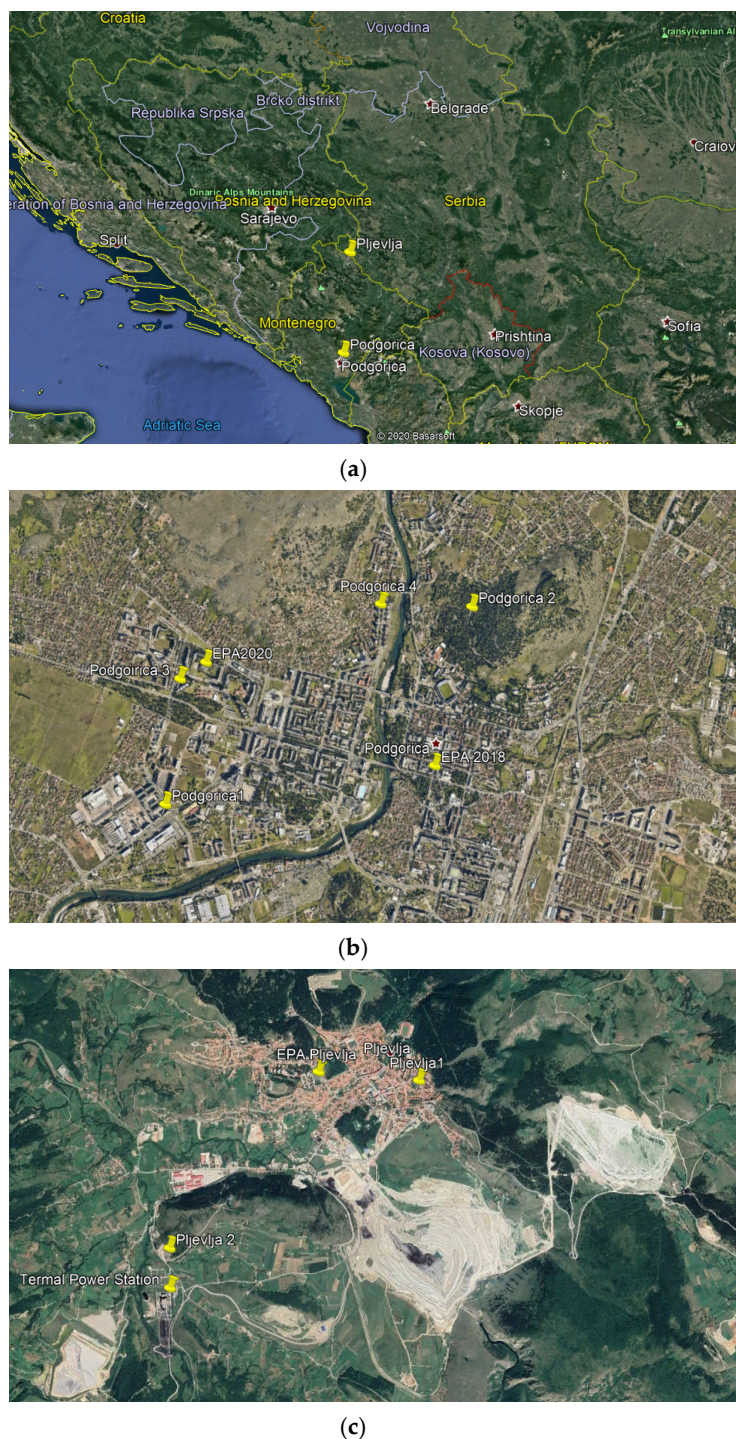 Croatia
Vojvodina
Transylvanian Al
Brčko distrikt
Belgrade
Republika Srpska
Craiov
Dinaric Alps Mountains
eration of Bosnia and Herzegovina
Bosnia and Herzegovina
Serbia
Sarajevo
Split
Pljevlja
Montenegro
Sofia
Prishtina
Podgorica
Kosova (Kosovo)
Podgorica
Skopje
Adriatic Sea
© 2020 Basarsoft
(a)
Podgorica 4
Podgorica 2
EPA2020
Podgoirica 3
Podgorica
EPA 2018
Podgorica1
(b)
Pljevlja
EPA Pljevlja
Pljevlja1
Pljevlja 2
Termal Power Station
(c)